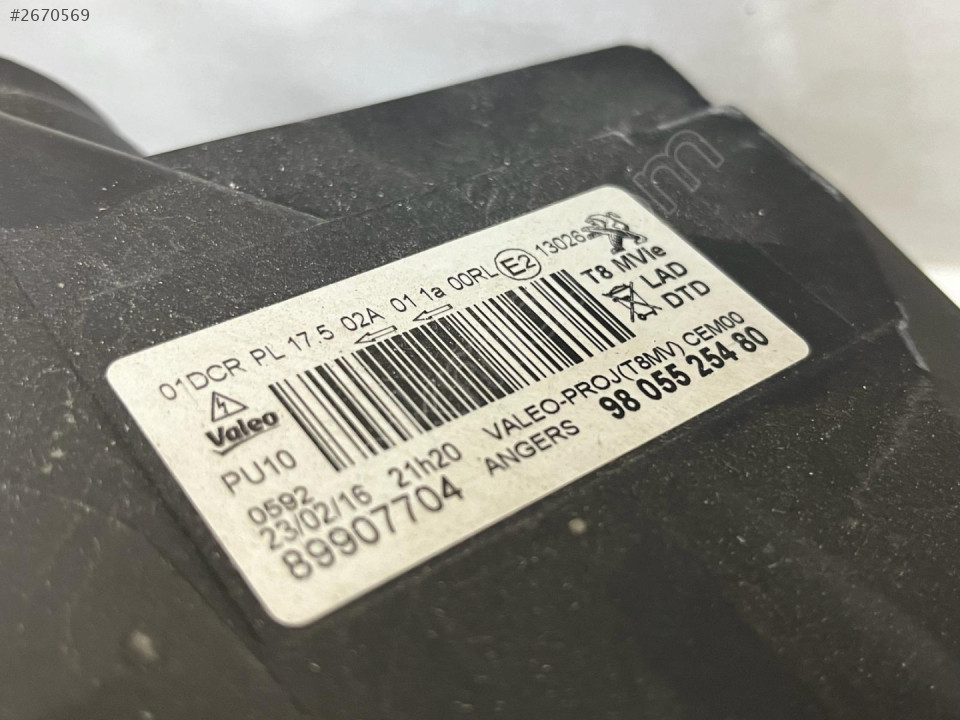 #2670569
01DCR PL 17.5 02A 01 1a 00RL E2 13026
T8 MVIe
LAD
DTD
Valeo
PU10
0592
23/02/16 21h20
89907704
VALEO-PROJ(T8MV) CEM00
ANGERS 98 055 254 80